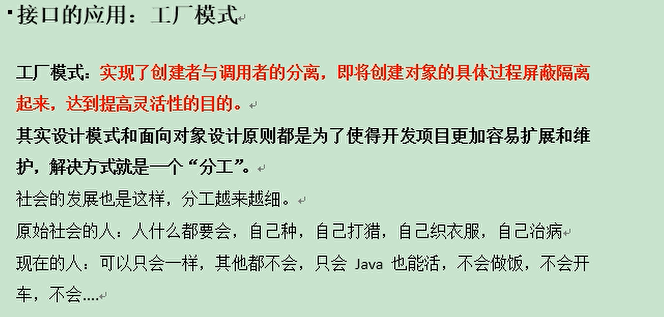 接口的应用：工厂模式
工厂模式：实现了创建者与调用者的分离，即将创建对象的具体过程屏蔽隔离
起来，达到提高灵活性的目的。
其实设计模式和面向对象设计原则都是为了使得开发项目更加容易扩展和维
护，解决方式就是一个“分工”。
社会的发展也是这样，分工越来越细。
原始社会的人：人什么都要会，自己种，自己打猎，自己织衣服，自己治病
现在的人：可以只会一样，其他都不会，只会 Java 也能活，不会做饭，不会开
车，不会....